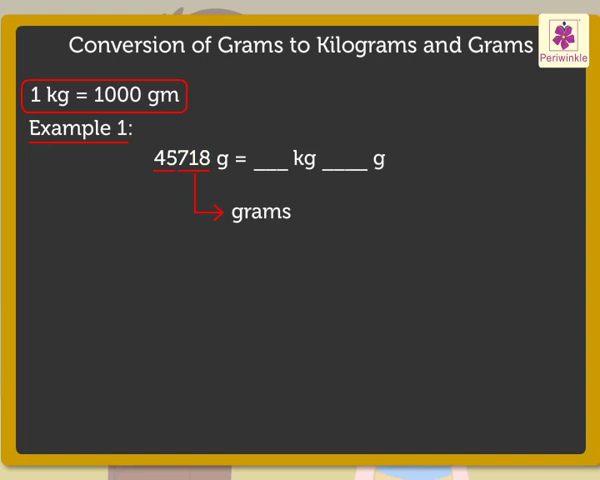 Conversion of Grams to Kilograms and Grams
Periwinkle
1 kg = 1000 gm
Example 1:
45718 g = ___ kg ____ g
grams